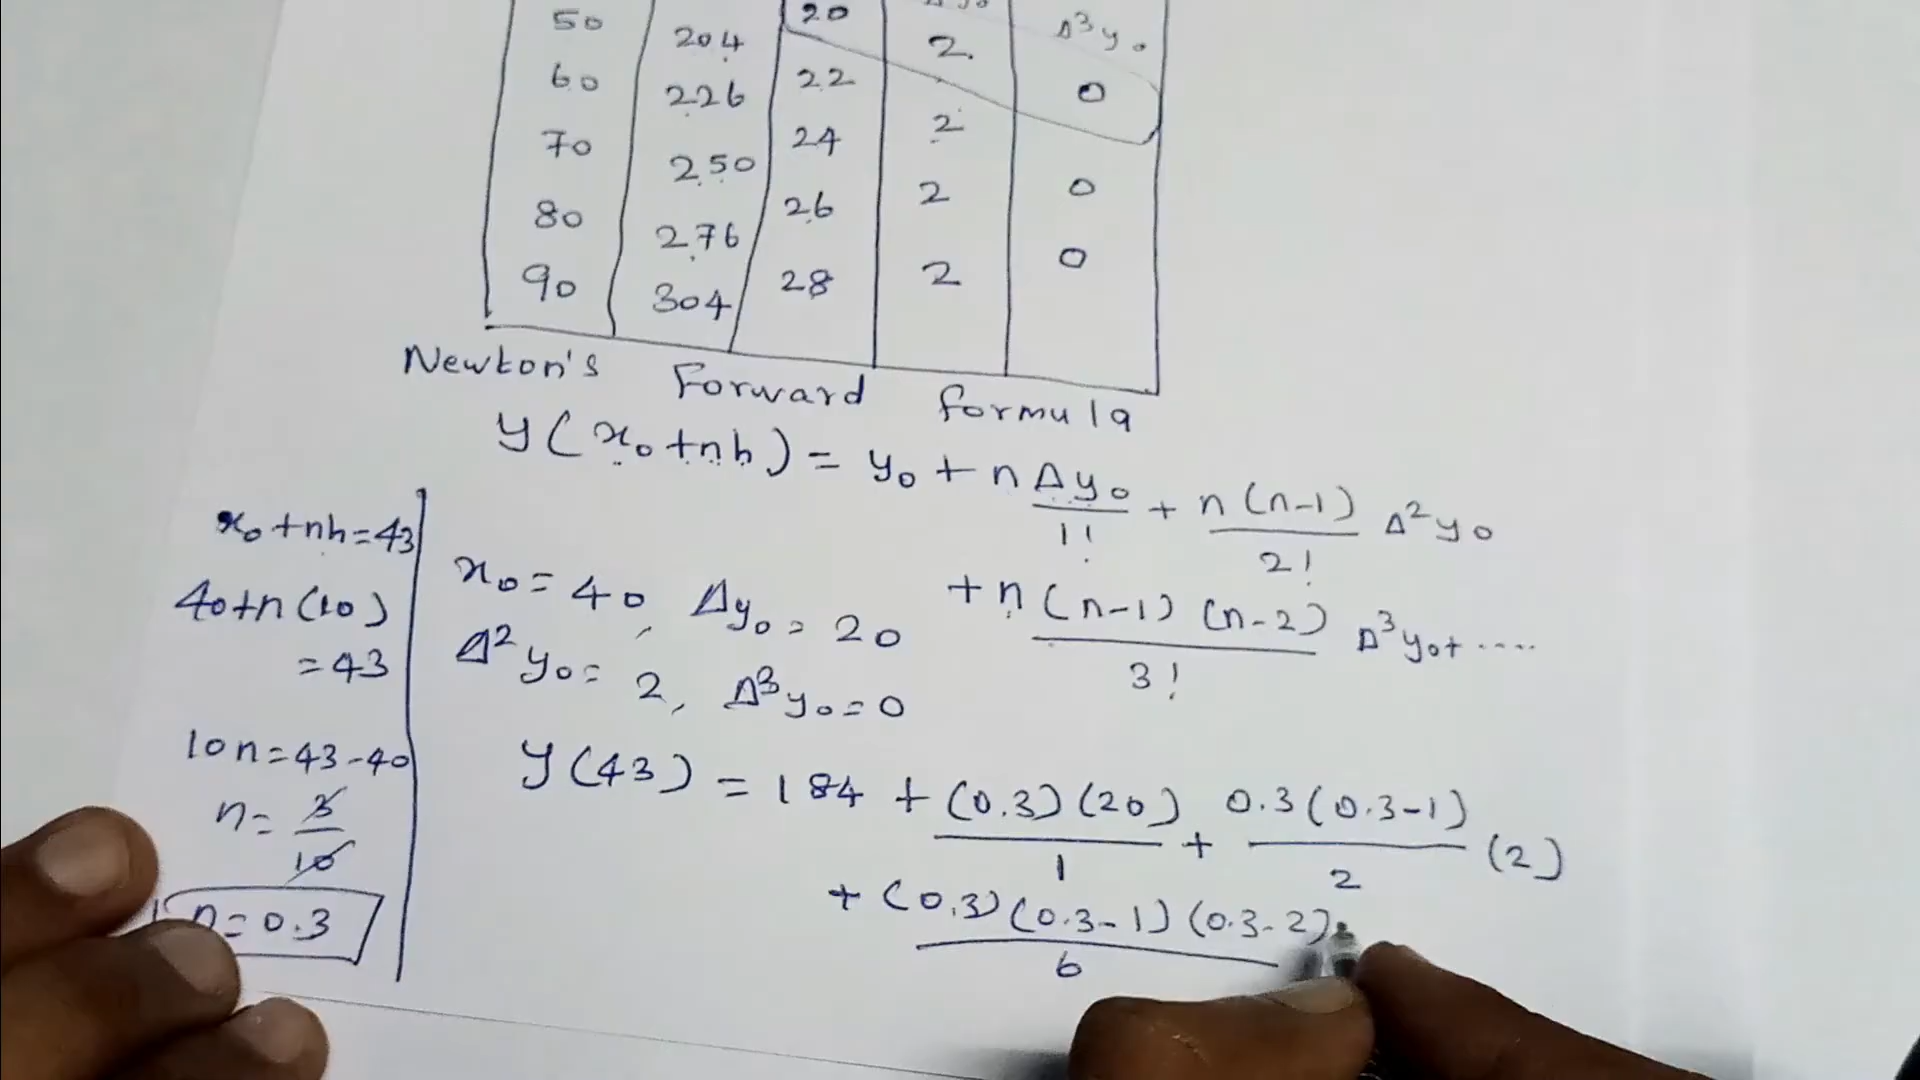 50 204 20 2 Δ³y₀
60 226 22 2 0
70 250 24 2 0
80 276 26 2 0
90 304 28
Newton's Forward formula
y(x₀+nh) = y₀ + nΔy₀/1! + n(n-1)/2! Δ²y₀
+ n(n-1)(n-2)/3! Δ³y₀+ ....
x₀+nh=43
40+n(10)
=43
10n=43-40
n=3/10
n=0.3
x₀=40, Δy₀=20
Δ²y₀=2, Δ³y₀=0
y(43) = 184 + (0.3)(20)/1 + 0.3(0.3-1)/2 (2)
+ (0.3)(0.3-1)(0.3-2)/6